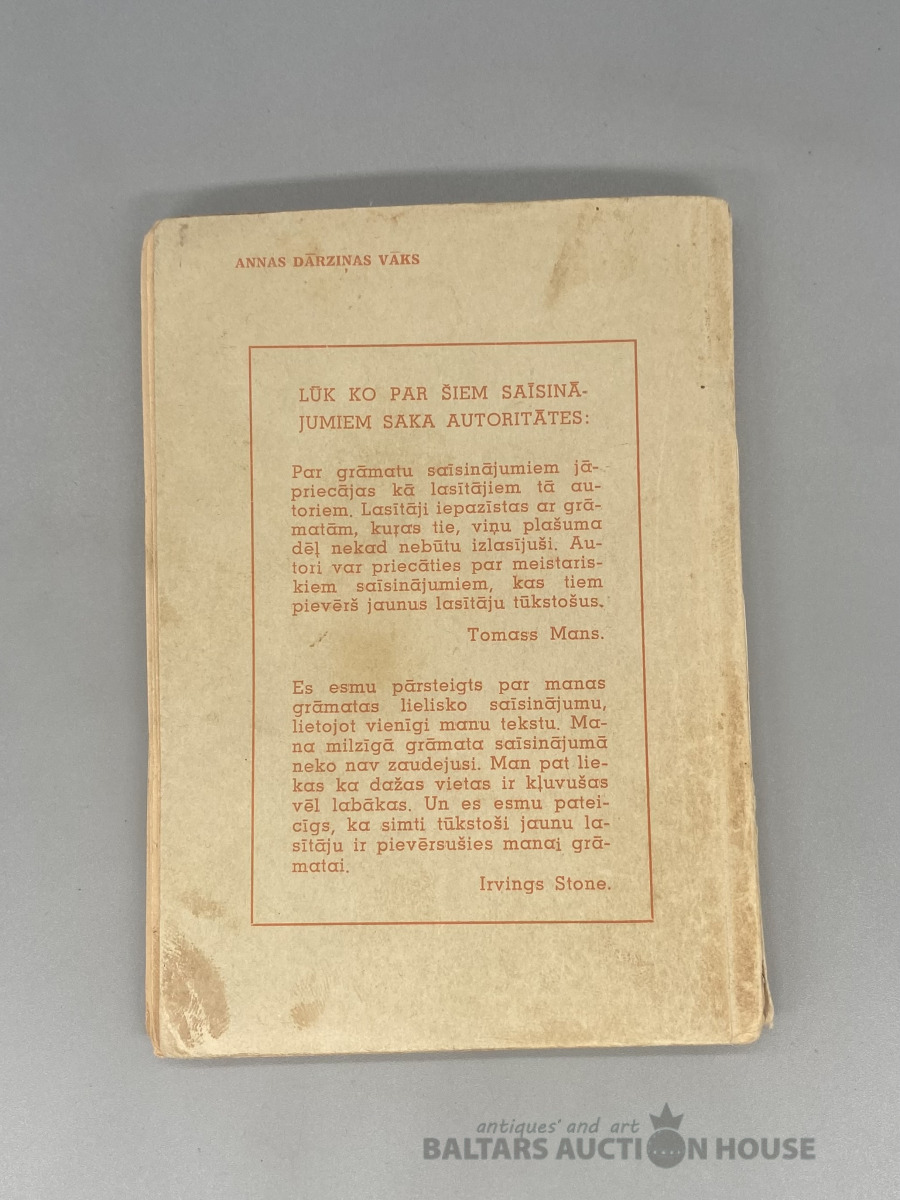 ANNAS DĀRZIŅAS VĀKS
LŪK KO PAR ŠIEM SAĪSINĀ-
JUMIEM SAKA AUTORITĀTES:
Par grāmatu saīsinājumiem jā-
priecājas kā lasītājiem tā au-
toriem. Lasītāji iepazīstas ar grā-
matām, kuŗas tie, viņu plašuma
dēļ nekad nebūtu izlasījuši. Au-
tori var priecāties par meistaris-
kiem saīsinājumiem, kas tiem
pievērš jaunus lasītāju tūkstošus.
Tomass Mans.
Es esmu pārsteigts par manas
grāmatas lielisko saīsinājumu,
lietojot vienīgi manu tekstu. Ma-
na milzīgā grāmata saīsinājumā
neko nav zaudejusi. Man pat lie-
kas ka dažas vietas ir kļuvušas
vēl labākas. Un es esmu patei-
cīgs, ka simti tūkstoši jaunu la-
sītāju ir pievērsušies manai grā-
matai.
Irvings Stone.
antiques' and art
BALTARS AUCTION HOUSE